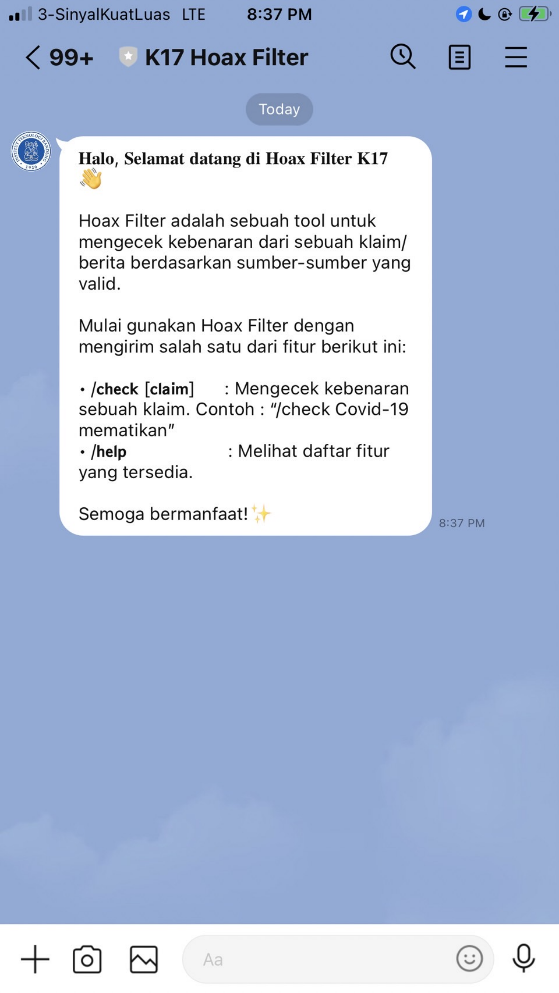 3-SinyalKuatLuas LTE 8:37 PM
99+ K17 Hoax Filter
Today
Halo, Selamat datang di Hoax Filter K17
👋
Hoax Filter adalah sebuah tool untuk
mengecek kebenaran dari sebuah klaim/
berita berdasarkan sumber-sumber yang
valid.
Mulai gunakan Hoax Filter dengan
mengirim salah satu dari fitur berikut ini:
• /check [claim] : Mengecek kebenaran
sebuah klaim. Contoh : “/check Covid-19
mematikan”
• /help : Melihat daftar fitur
yang tersedia.
Semoga bermanfaat!✨
8:37 PM
Aa